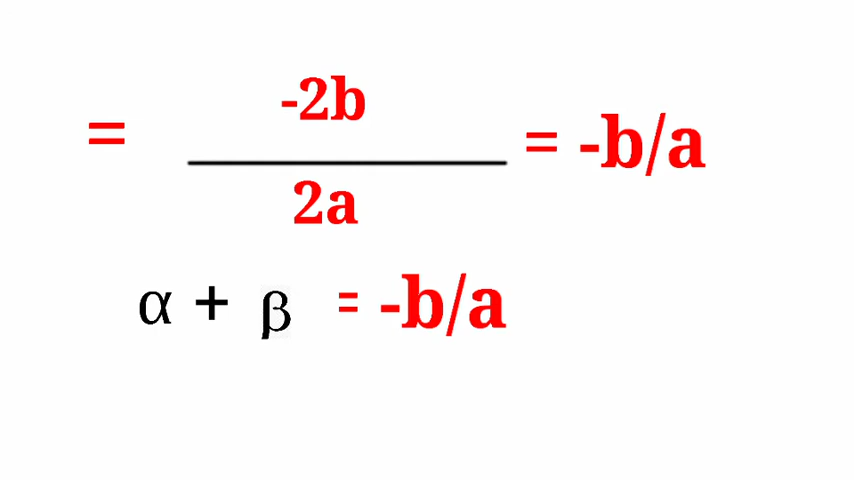 = -2b/2a = -b/a
α + β = -b/a